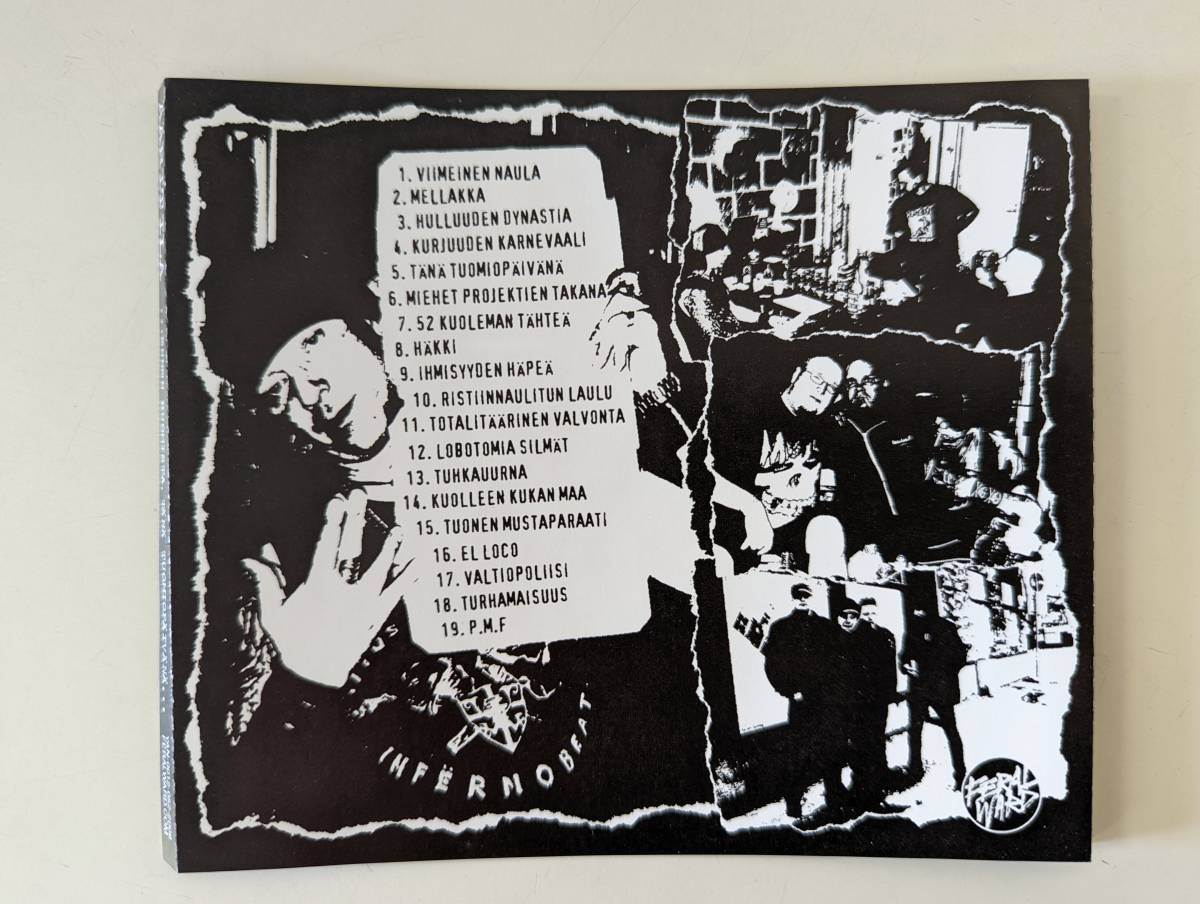 1. VIIMEINEN NAULA
2. MELLAKKA
3. HULLUUDEN DYNASTIA
4. KURJUUDEN KARNEVAALI
5. TÄNÄ TUOMIOPÄIVÄNÄ
6. MIEHET PROJEKTIEN TAKANA
7. 52 KUOLEMAN TÄHTEÄ
8. HÄKKI
9. IHMISYYDEN HÄPEÄ
10. RISTIINNAULITUN LAULU
11. TOTALITÄÄRINEN VALVONTA
12. LOBOTOMIA SILMÄT
13. TUHKAUURNA
14. KUOLLEEN KUKAN MAA
15. TUONEN MUSTAPARAATI
16. EL LOCO
17. VALTIOPOLIISI
18. TURHAMAISUUS
19. P.M.F
INFËRNOBEAT
FERAL
WARD